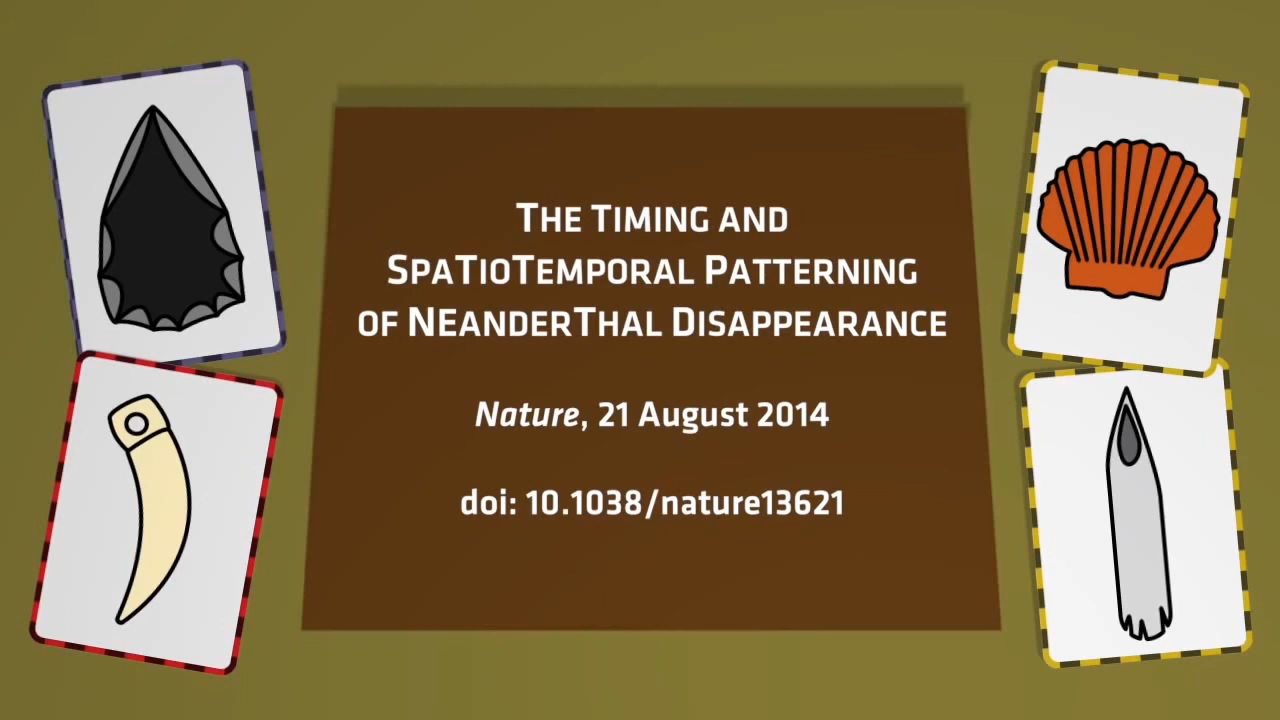 The Timing and
SpaTioTemporal Patterning
of NEanderThal Disappearance
Nature, 21 August 2014
doi: 10.1038/nature13621